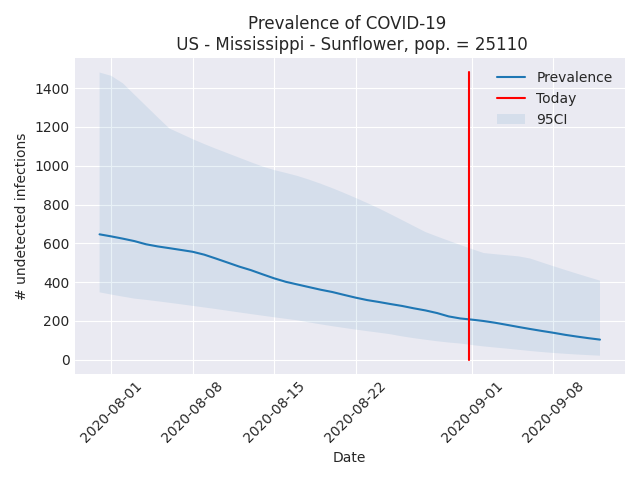 Prevalence of COVID-19
US - Mississippi - Sunflower, pop. = 25110
Prevalence
Today
95CI
1400
1200
1000
800
600
400
200
0
# undetected infections
2020-08-01
2020-08-08
2020-08-15
2020-08-22
2020-09-01
2020-09-08
Date